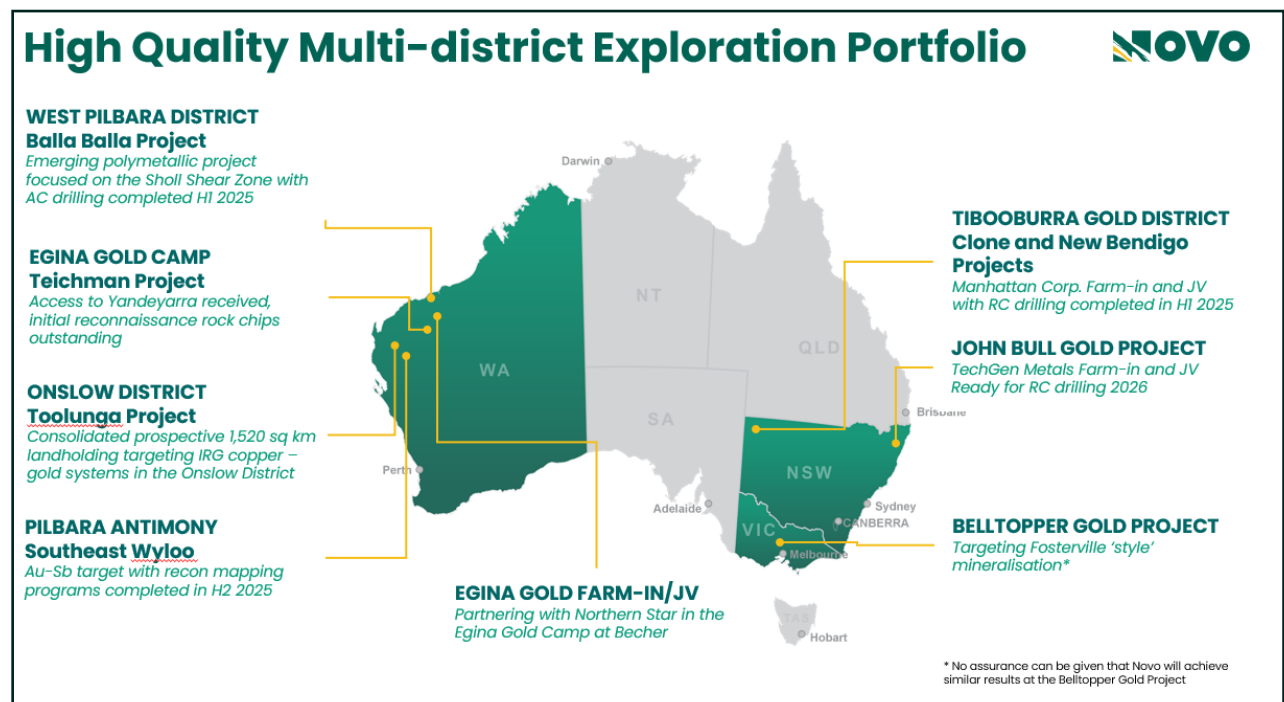 High Quality Multi-district Exploration Portfolio
NOVO
WEST PILBARA DISTRICT
Balla Balla Project
Emerging polymetallic project
focused on the Sholl Shear Zone with
AC drilling completed H1 2025
EGINA GOLD CAMP
Teichman Project
Access to Yandeyarra received,
initial reconnaissance rock chips
outstanding
ONSLOW DISTRICT
Toolunga Project
Consolidated prospective 1,520 sq km
landholding targeting IRG copper –
gold systems in the Onslow District
PILBARA ANTIMONY
Southeast Wyloo
Au-Sb target with recon mapping
programs completed in H2 2025
Darwin
NT
QLD
WA
SA
Brisbane
Perth
NSW
Adelaide
Sydney
CANBERRA
VIC
Melbourne
TAS
Hobart
EGINA GOLD FARM-IN/JV
Partnering with Northern Star in the
Egina Gold Camp at Becher
TIBOOBURRA GOLD DISTRICT
Clone and New Bendigo
Projects
Manhattan Corp. Farm-in and JV
with RC drilling completed in H1 2025
JOHN BULL GOLD PROJECT
TechGen Metals Farm-in and JV
Ready for RC drilling 2026
BELLTOPPER GOLD PROJECT
Targeting Fosterville ‘style’
mineralisation*
* No assurance can be given that Novo will achieve
similar results at the Belltopper Gold Project